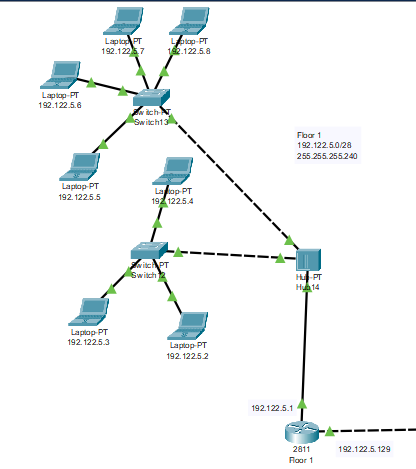 Laptop-PT
192.122.5.7
Laptop-PT
192.122.5.8
Laptop-PT
192.122.5.6
Switch-PT
Switch13
Floor 1
192.122.5.0/28
255.255.255.240
Laptop-PT
192.122.5.5
Laptop-PT
192.122.5.4
Switch-PT
Switch12
Hub-PT
Hub14
Laptop-PT
192.122.5.3
Laptop-PT
192.122.5.2
192.122.5.1
2811
Floor 1
192.122.5.129